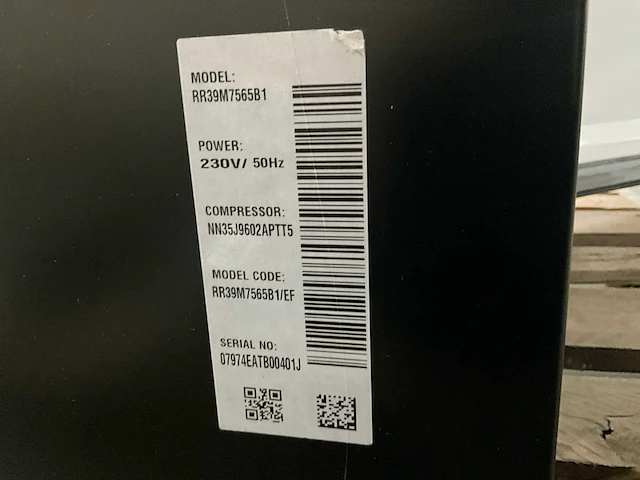 MODEL:
RR39M7565B1
POWER:
230V/ 50Hz
COMPRESSOR:
NN35J9602APTT5
MODEL CODE:
RR39M7565B1/EF
SERIAL NO:
07974EATB00401J